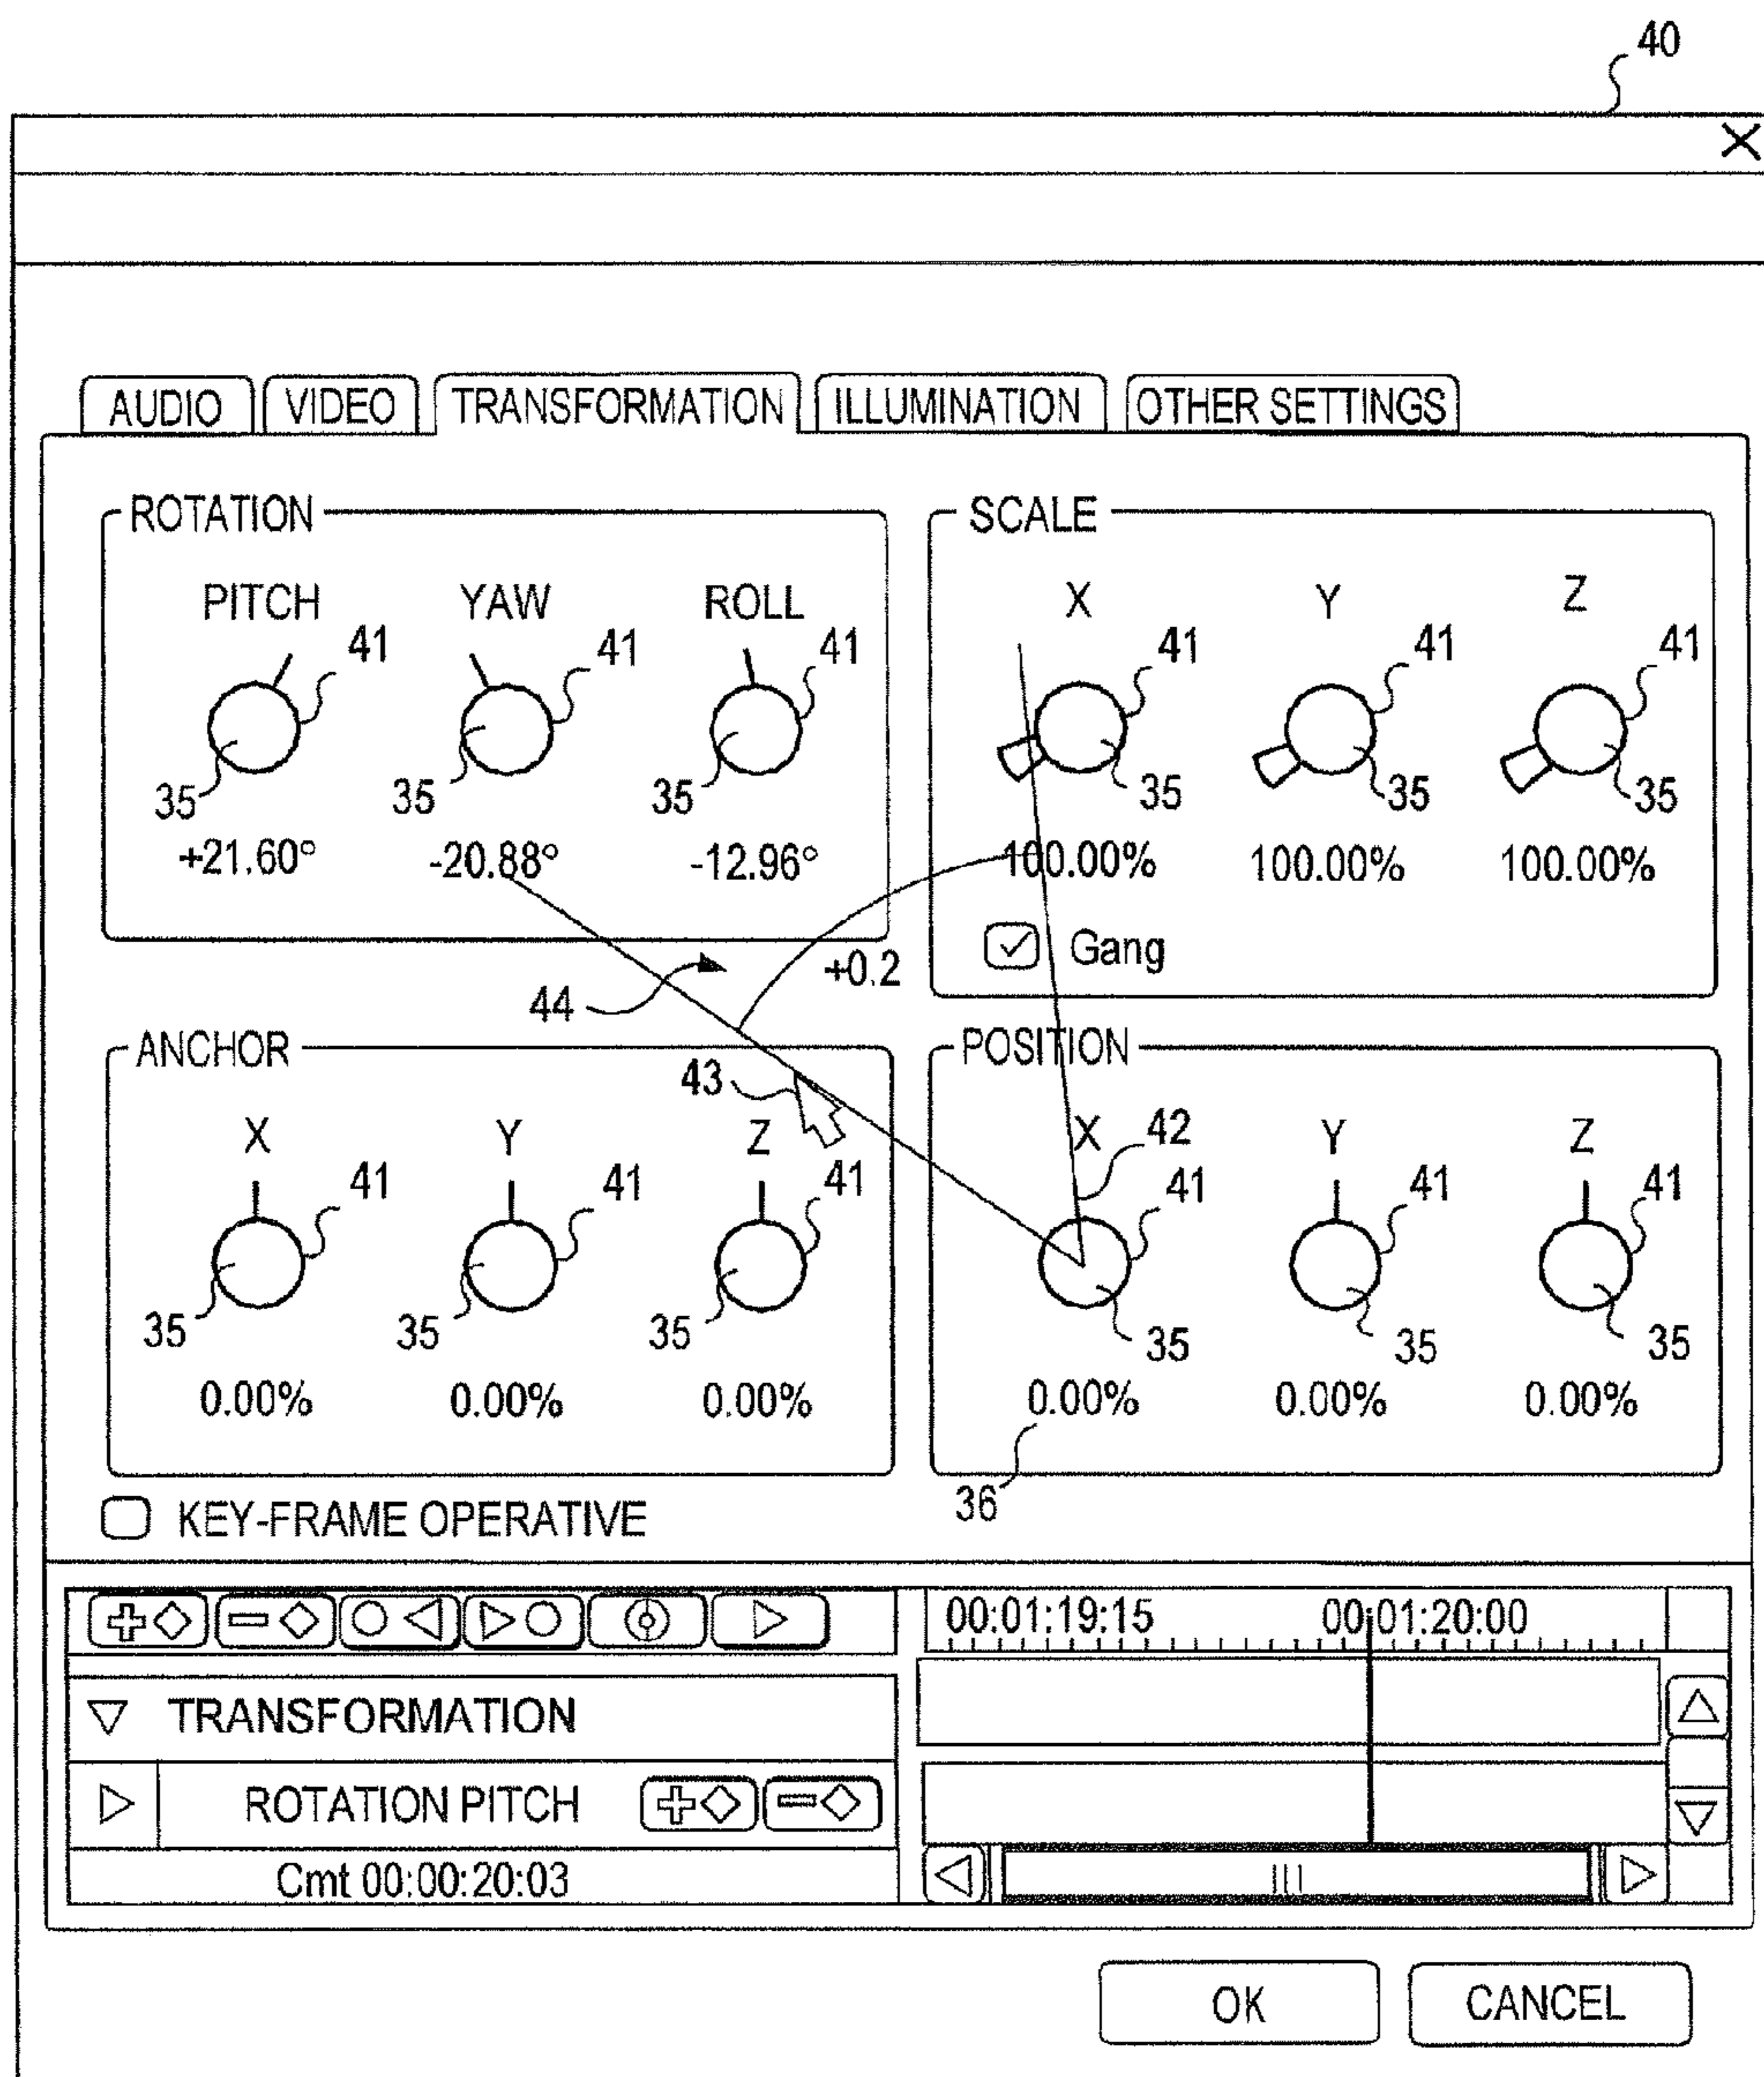 40
AUDIO VIDEO TRANSFORMATION ILLUMINATION OTHER SETTINGS
ROTATION
PITCH YAW ROLL
41 41 41
35 35 35
+21.60° -20.88° -12.96°
SCALE
X Y Z
41 41 41
35 35 35
100.00% 100.00% 100.00%
Gang
+0.2
44
ANCHOR
43
X Y Z
41 41 41
35 35 35
0.00% 0.00% 0.00%
POSITION
X 42 Y Z
41 41 41
35 35 35
0.00% 0.00% 0.00%
36
KEY-FRAME OPERATIVE
00:01:19:15 00:01:20:00
TRANSFORMATION
ROTATION PITCH
Cmt 00:00:20:03
OK CANCEL